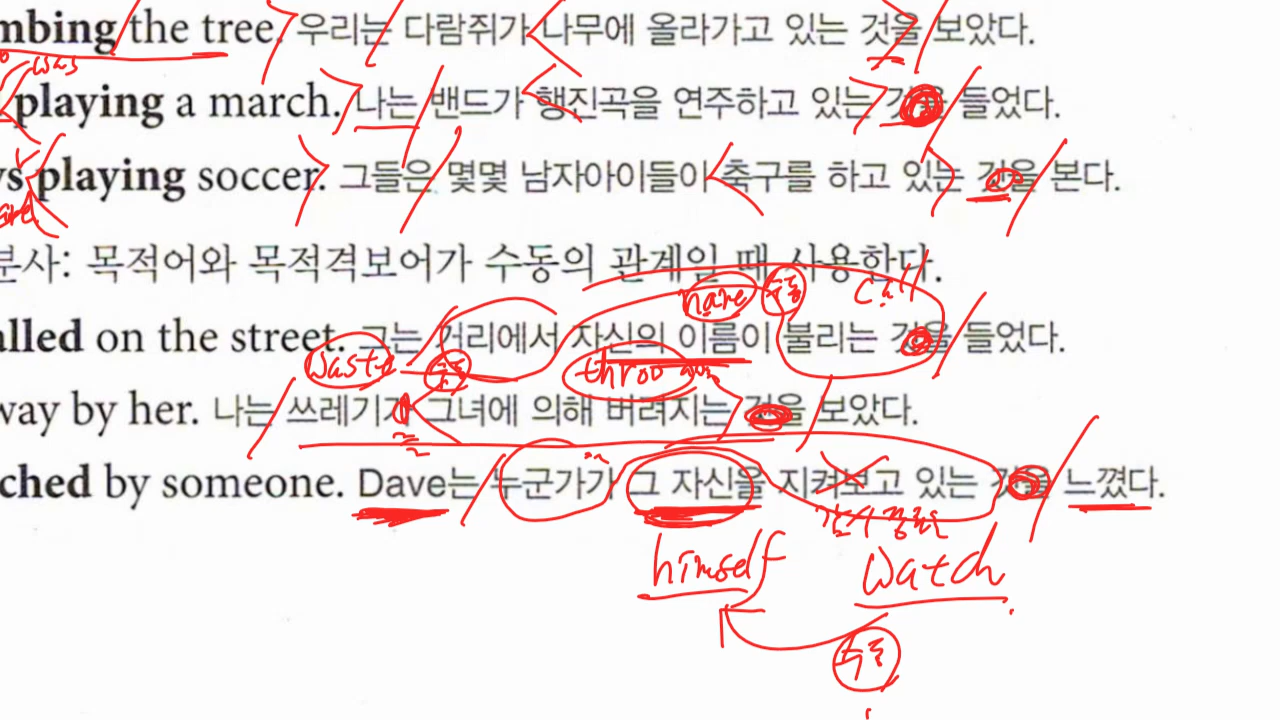 mbing the tree. 우리는 다람쥐가 나무에 올라가고 있는 것을 보았다.
was
playing a march. 나는 밴드가 행진곡을 연주하고 있는 것을 들었다.
ys playing soccer. 그들은 몇몇 남자아이들이 축구를 하고 있는 것을 본다.
분사: 목적어와 목적격보어가 수동의 관계일 때 사용한다.
name 수동 call
alled on the street. 그는 거리에서 자신의 이름이 불리는 것을 들었다.
waste 수동 throw away
way by her. 나는 쓰레기가 그녀에 의해 버려지는 것을 보았다.
ched by someone. Dave는 누군가가 그 자신을 지켜보고 있는 것을 느꼈다.
himself watch
수동